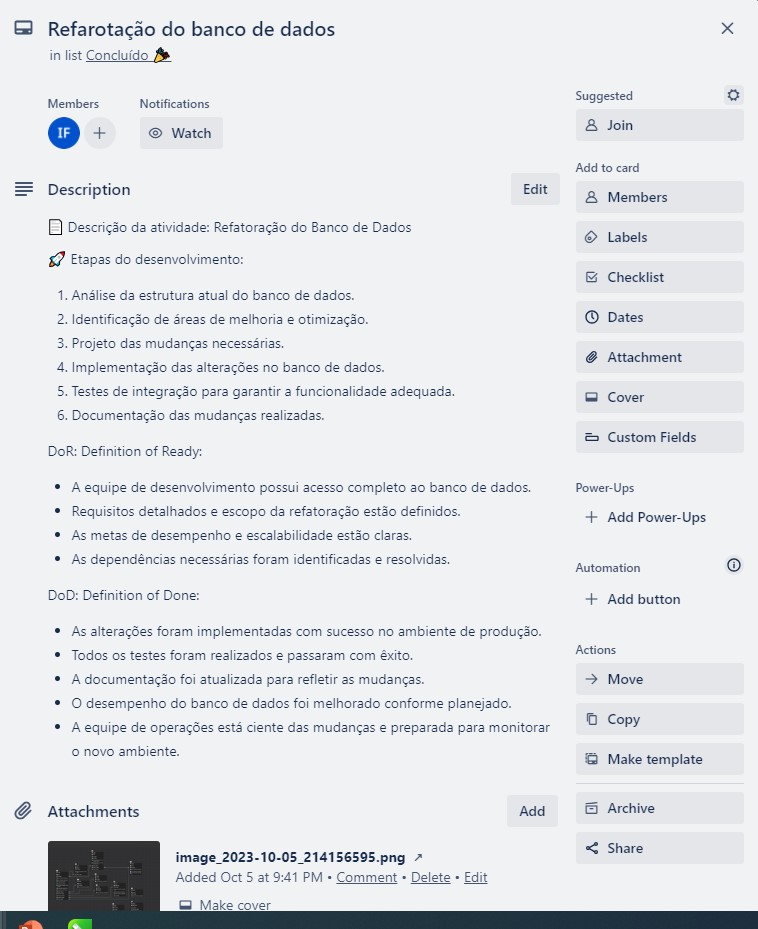 Refarotação do banco de dados
in list Concluído
Members
Notifications
IF
Watch
Description
Edit
Descrição da atividade: Refatoração do Banco de Dados
Etapas do desenvolvimento:
1. Análise da estrutura atual do banco de dados.
2. Identificação de áreas de melhoria e otimização.
3. Projeto das mudanças necessárias.
4. Implementação das alterações no banco de dados.
5. Testes de integração para garantir a funcionalidade adequada.
6. Documentação das mudanças realizadas.
DoR: Definition of Ready:
• A equipe de desenvolvimento possui acesso completo ao banco de dados.
• Requisitos detalhados e escopo da refatoração estão definidos.
• As metas de desempenho e escalabilidade estão claras.
• As dependências necessárias foram identificadas e resolvidas.
DoD: Definition of Done:
• As alterações foram implementadas com sucesso no ambiente de produção.
• Todos os testes foram realizados e passaram com êxito.
• A documentação foi atualizada para refletir as mudanças.
• O desempenho do banco de dados foi melhorado conforme planejado.
• A equipe de operações está ciente das mudanças e preparada para monitorar
o novo ambiente.
Attachments
Add
image_2023-10-05_214156595.png ↗
Added Oct 5 at 9:41 PM • Comment • Delete • Edit
Make cover
Suggested
Join
Add to card
Members
Labels
Checklist
Dates
Attachment
Cover
Custom Fields
Power-Ups
Add Power-Ups
Automation
Add button
Actions
Move
Copy
Make template
Archive
Share